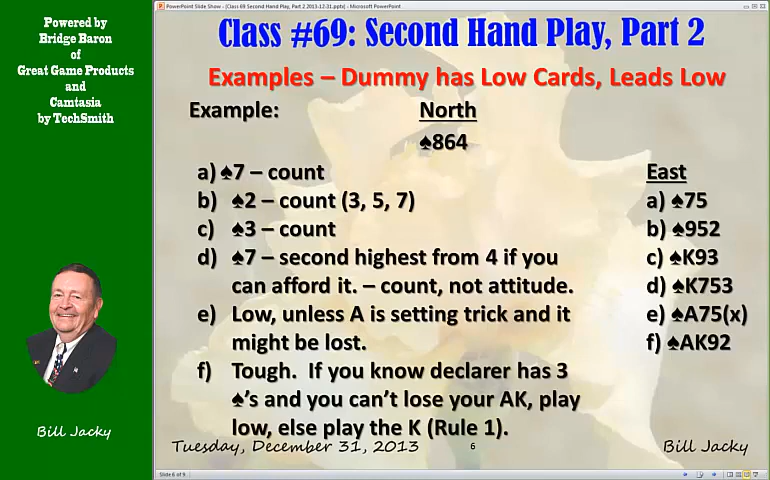 PowerPoint Slide Show - [Class 69 Second Hand Play, Part 2 2013-12-31.pptx] - Microsoft PowerPoint
Powered by
Bridge Baron
of
Great Game Products
and
Camtasia
by TechSmith
Class #69: Second Hand Play, Part 2
Examples – Dummy has Low Cards, Leads Low
Example:
North
♠864
a) ♠7 – count
b) ♠2 – count (3, 5, 7)
c) ♠3 – count
d) ♠7 – second highest from 4 if you
can afford it. – count, not attitude.
e) Low, unless A is setting trick and it
might be lost.
f) Tough. If you know declarer has 3
♠'s and you can't lose your AK, play
low, else play the K (Rule 1).
East
a) ♠75
b) ♠952
c) ♠K93
d) ♠K753
e) ♠A75(x)
f) ♠AK92
Bill Jacky
Tuesday, December 31, 2013
6
Bill Jacky
Slide 6 of 9